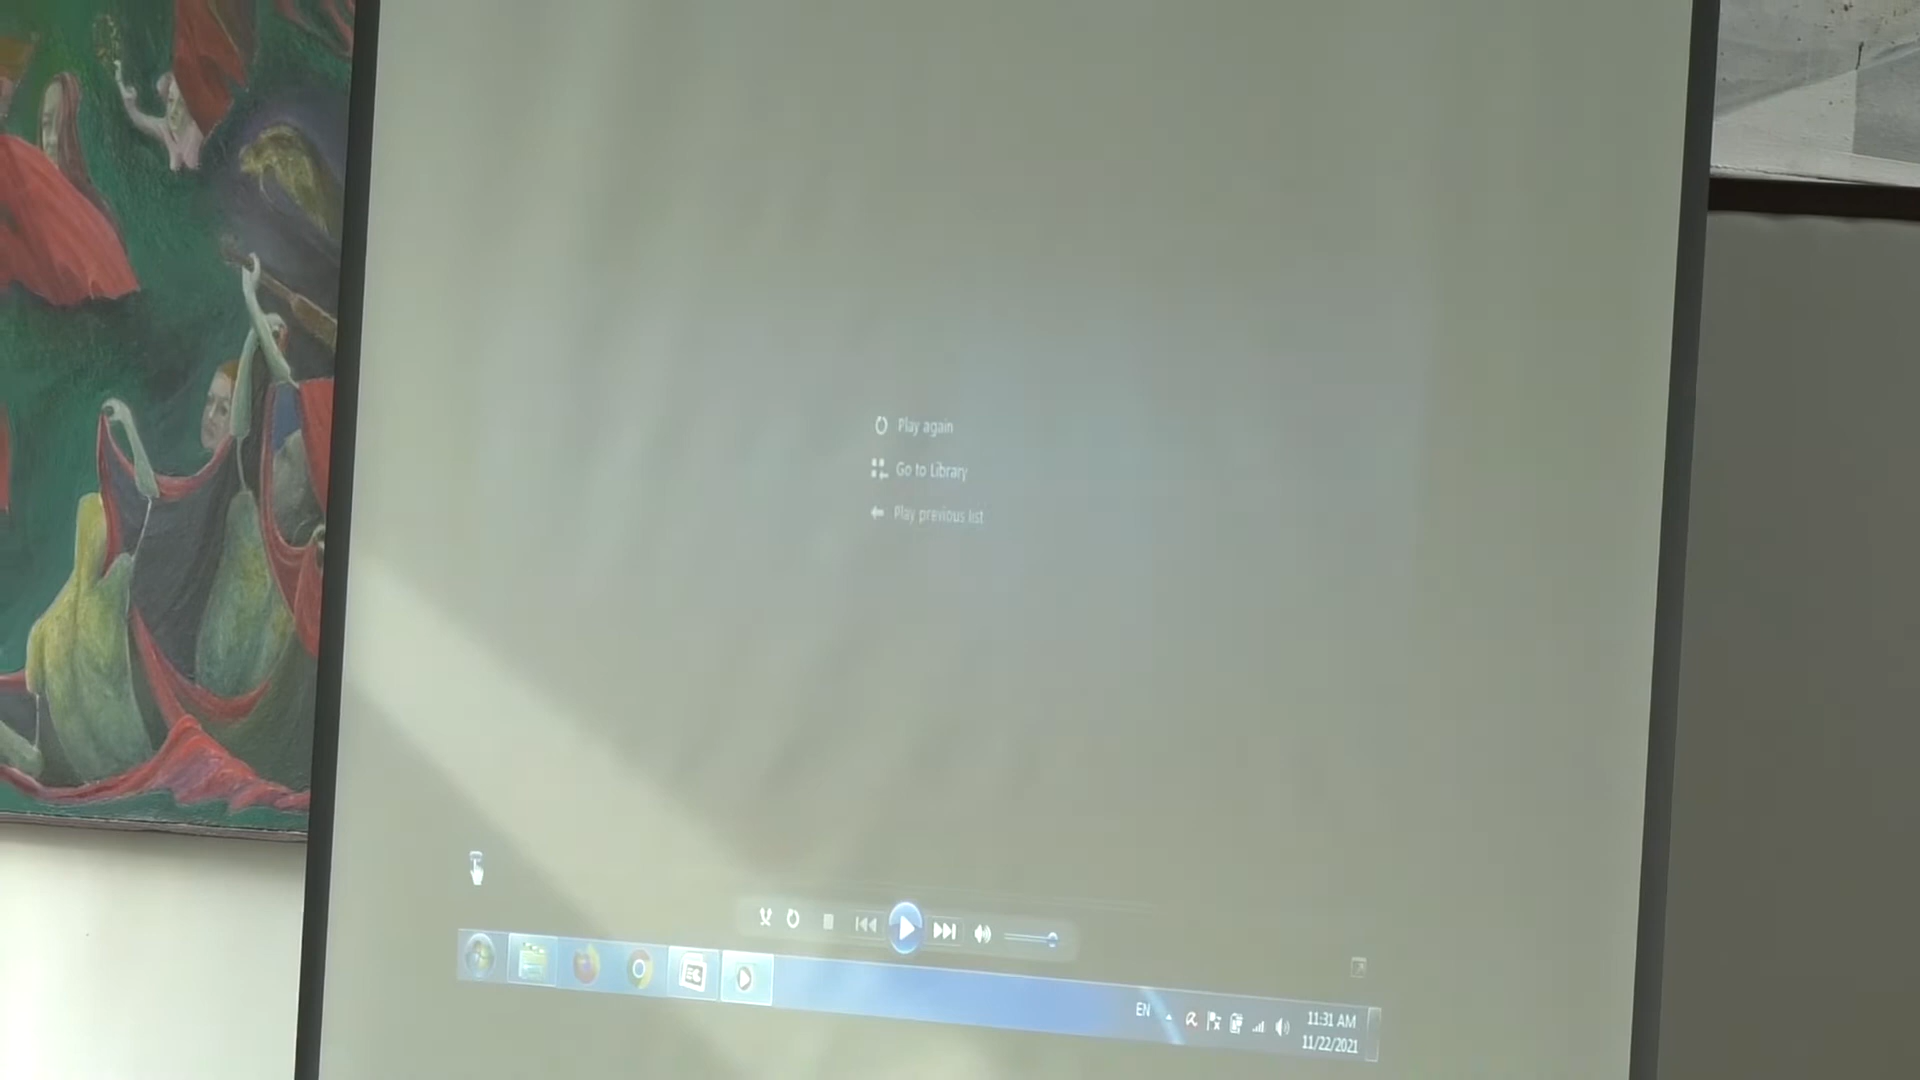 Play again
Go to Library
Play previous list
EN
11:31 AM
11/22/2021